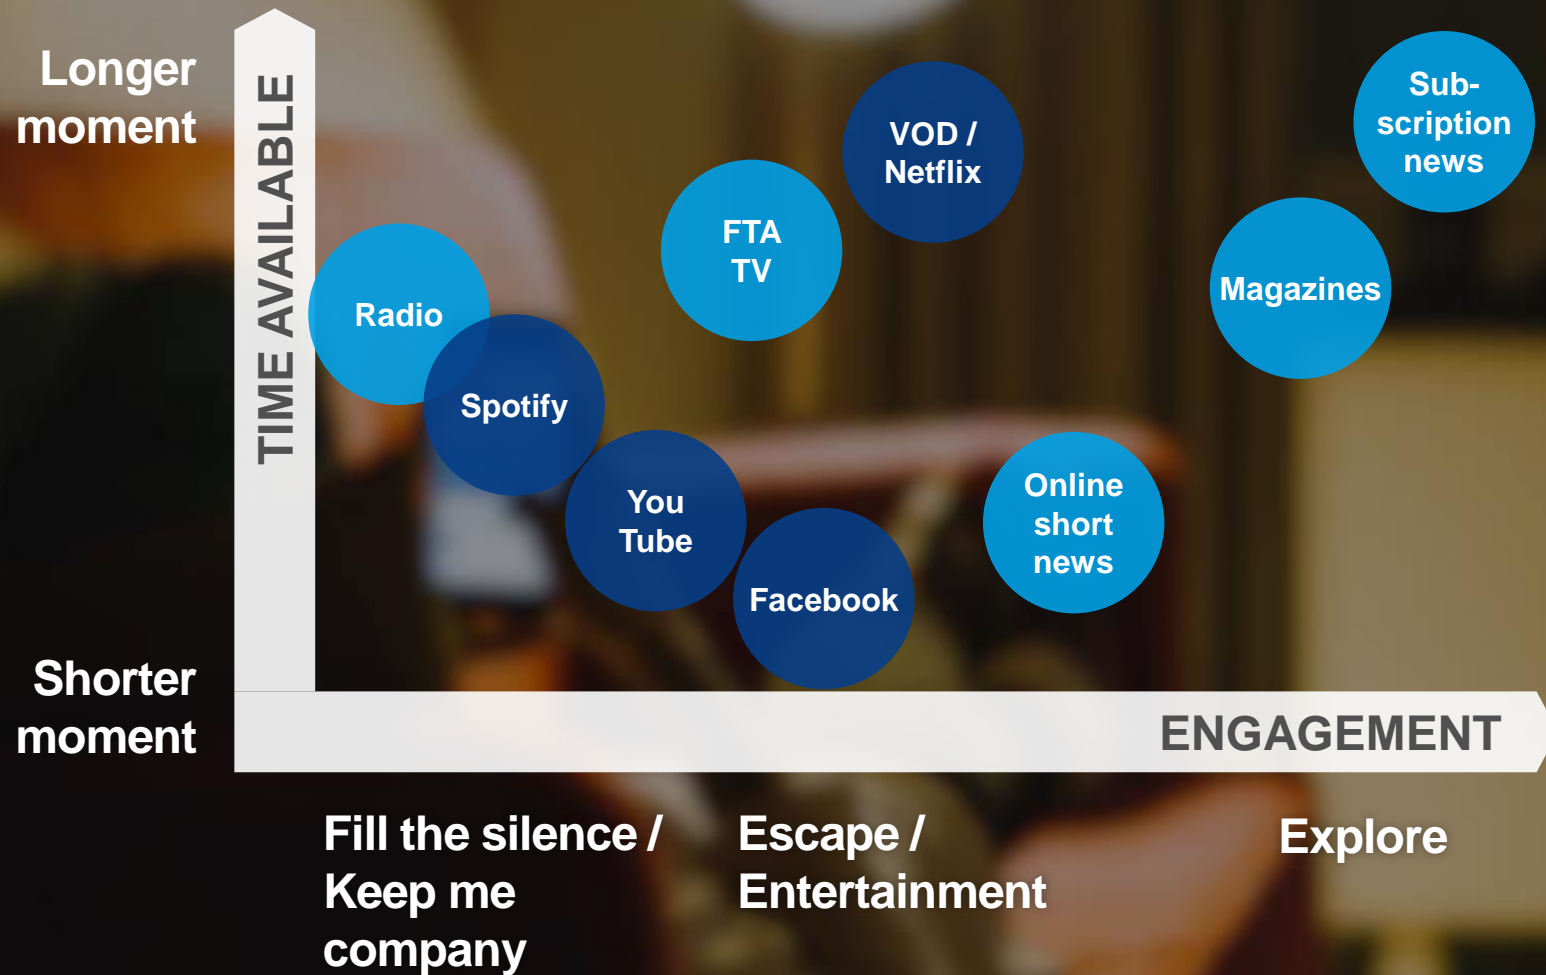 Longer
moment
TIME AVAILABLE
Sub-
scription
news
VOD /
Netflix
FTA
TV
Magazines
Radio
Spotify
You
Tube
Online
short
news
Facebook
Shorter
moment
ENGAGEMENT
Fill the silence /
Keep me
company
Escape /
Entertainment
Explore